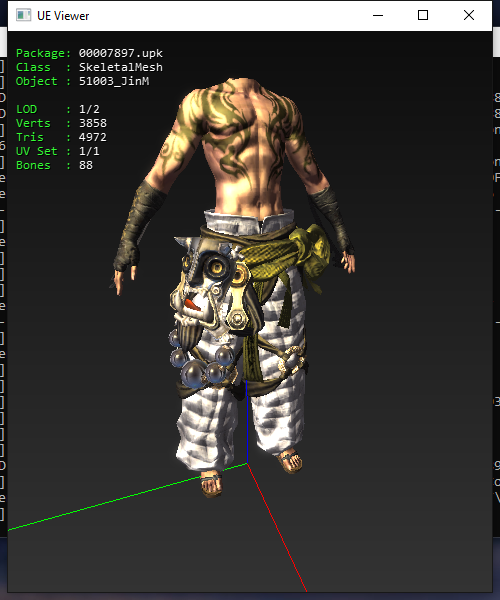 UE Viewer
Package: 00007897.upk
Class  : SkeletalMesh
Object : 51003_JinM
LOD    : 1/2
Verts  : 3858
Tris   : 4972
UV Set : 1/1
Bones  : 88